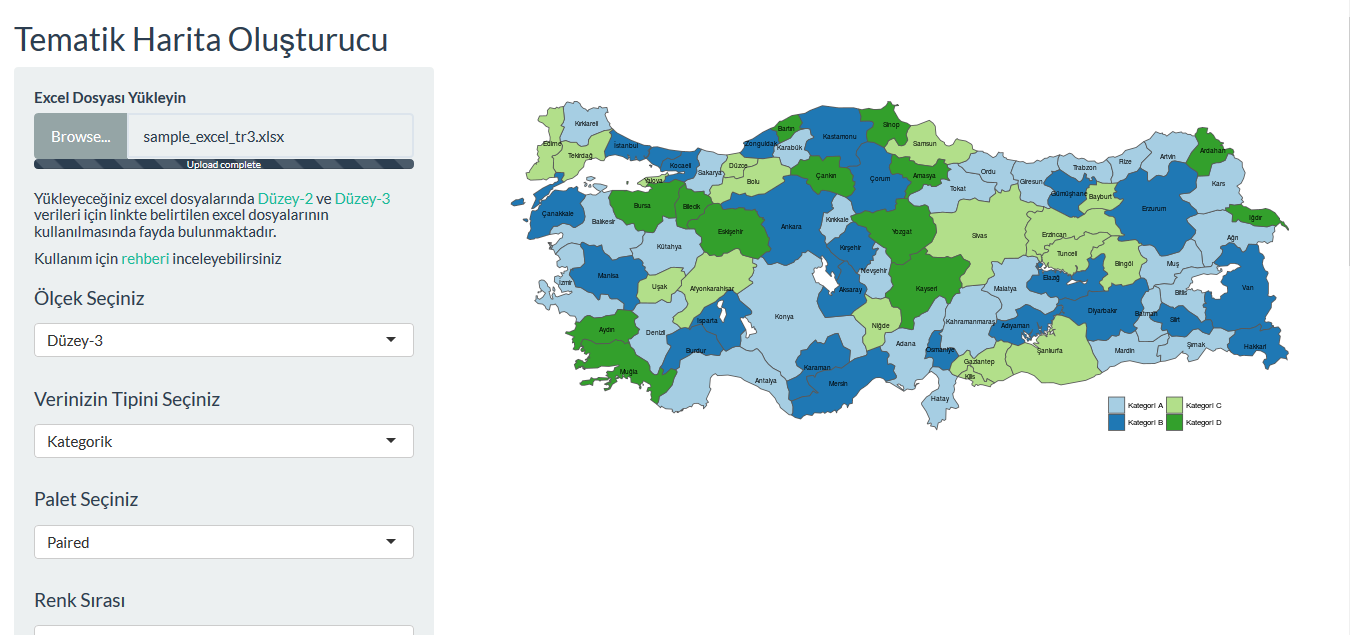 Tematik Harita Oluşturucu
Excel Dosyası Yükleyin
Browse...
sample_excel_tr3.xlsx
Upload complete
Yükleyeceğiniz excel dosyalarında Düzey-2 ve Düzey-3
verileri için linkte belirtilen excel dosyalarının
kullanılmasında fayda bulunmaktadır.
Kullanım için rehberi inceleyebilirsiniz
Ölçek Seçiniz
Düzey-3
Verinizin Tipini Seçiniz
Kategorik
Palet Seçiniz
Paired
Renk Sırası
Kırklareli
Edirne
Tekirdağ
İstanbul
Kocaeli
Yalova
Sakarya
Düzce
Bolu
Zonguldak
Bartın
Karabük
Kastamonu
Sinop
Samsun
Çankırı
Çorum
Amasya
Tokat
Ordu
Giresun
Trabzon
Rize
Artvin
Ardahan
Kars
Gümüşhane
Bayburt
Erzurum
Iğdır
Ağrı
Çanakkale
Balıkesir
Bursa
Bilecik
Eskişehir
Kütahya
Ankara
Kırıkkale
Kırşehir
Yozgat
Sivas
Erzincan
Tunceli
Bingöl
Muş
Manisa
İzmir
Uşak
Afyonkarahisar
Nevşehir
Aksaray
Kayseri
Malatya
Elazığ
Bitlis
Van
Aydın
Denizli
Isparta
Burdur
Konya
Niğde
Adana
Kahramanmaraş
Adıyaman
Diyarbakır
Batman
Siirt
Muğla
Antalya
Karaman
Mersin
Osmaniye
Gaziantep
Kilis
Şanlıurfa
Mardin
Şırnak
Hakkari
Hatay
Kategori A
Kategori C
Kategori B
Kategori D